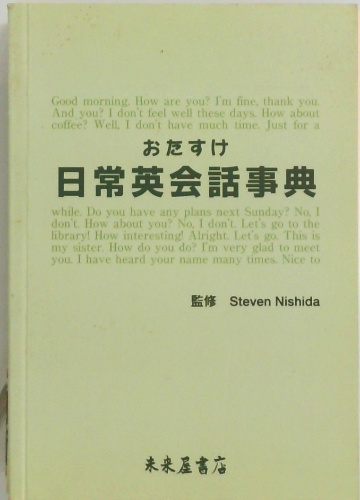 Good morning. How are you? I'm fine, thank you.
And you? I don't feel well these days. How about
coffee? Well, I don't have much time. Just for a
おたすけ
日常英会話事典
while. Do you have any plans next Sunday? No, I
don't. How about you? No, I don't. Let's go to the
library! How interesting! Alright. Let's go. This is
my sister. How do you do? I'm very glad to meet
you. I have heard your name many times. Nice to
監修 Steven Nishida
未来屋書店